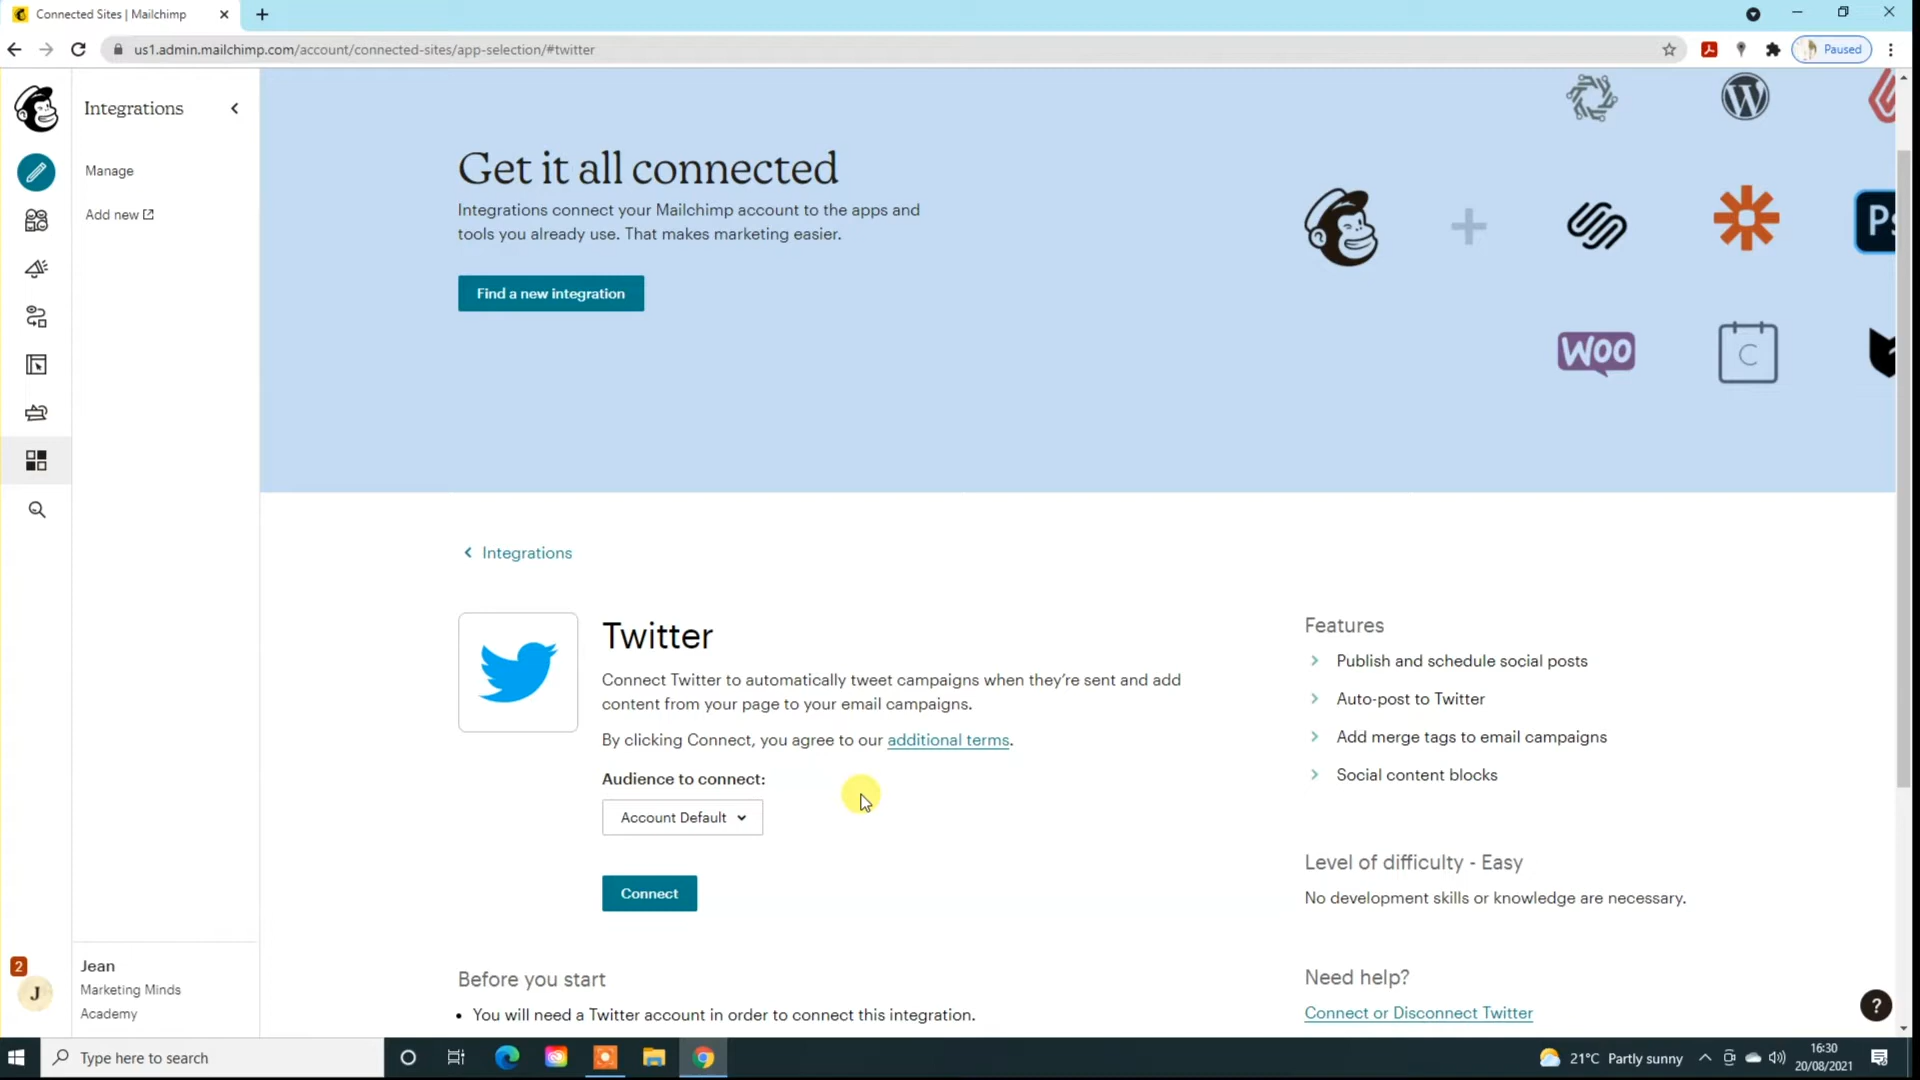 Connected Sites | Mailchimp
us1.admin.mailchimp.com/account/connected-sites/app-selection/#twitter
Paused
Integrations
Manage
Add new
Get it all connected
Integrations connect your Mailchimp account to the apps and
tools you already use. That makes marketing easier.
Find a new integration
Ps
WOO
C
Integrations
Twitter
Connect Twitter to automatically tweet campaigns when they're sent and add
content from your page to your email campaigns.
By clicking Connect, you agree to our additional terms.
Audience to connect:
Account Default
Connect
Features
Publish and schedule social posts
Auto-post to Twitter
Add merge tags to email campaigns
Social content blocks
Level of difficulty - Easy
No development skills or knowledge are necessary.
Before you start
You will need a Twitter account in order to connect this integration.
Need help?
Connect or Disconnect Twitter
2
J
Jean
Marketing Minds
Academy
?
Type here to search
21°C Partly sunny
16:30
20/08/2021